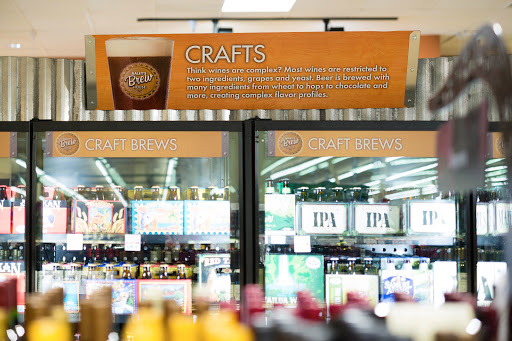 CRAFTS
Think wines are complex? Most wines are restricted to
two ingredients, grapes and yeast. Beer is brewed with
many ingredients from wheat to hops to chocolate and
more, creating complex flavor profiles.
Brew
CRAFT BREWS
Brew
CRAFT BREWS
IPA
IPA
IPA